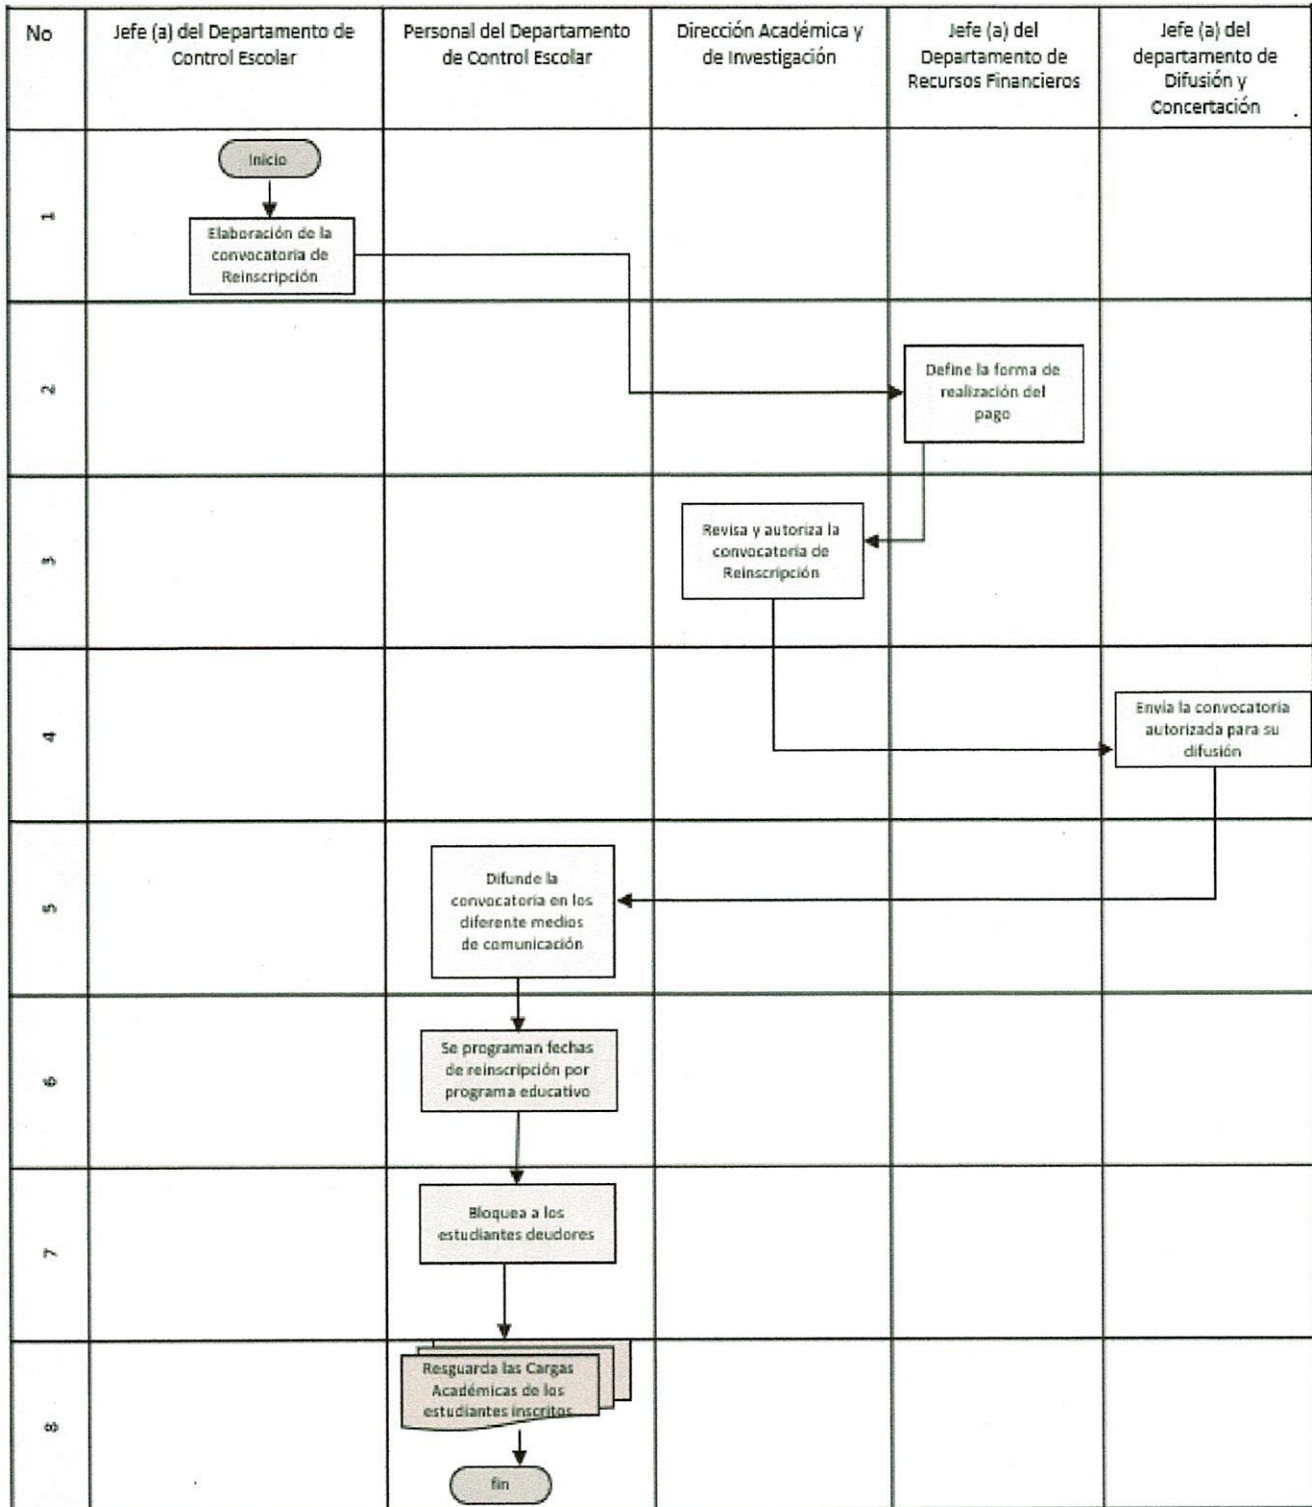 No
Jefe (a) del Departamento de
Control Escolar
Personal del Departamento
de Control Escolar
Dirección Académica y
de Investigación
Jefe (a) del
Departamento de
Recursos Financieros
Jefe (a) del
departamento de
Difusión y
Concertación
1
Inicio
Elaboración de la
convocatoria de
Reinscripción
2
Define la forma de
realización del
pago
3
Revisa y autoriza la
convocatoria de
Reinscripción
4
Envía la convocatoria
autorizada para su
difusión
5
Difunde la
convocatoria en los
diferente medios
de comunicación
6
Se programan fechas
de reinscripción por
programa educativo
7
Bloquea a los
estudiantes deudores
8
Resguarda las Cargas
Académicas de los
estudiantes inscritos
fin